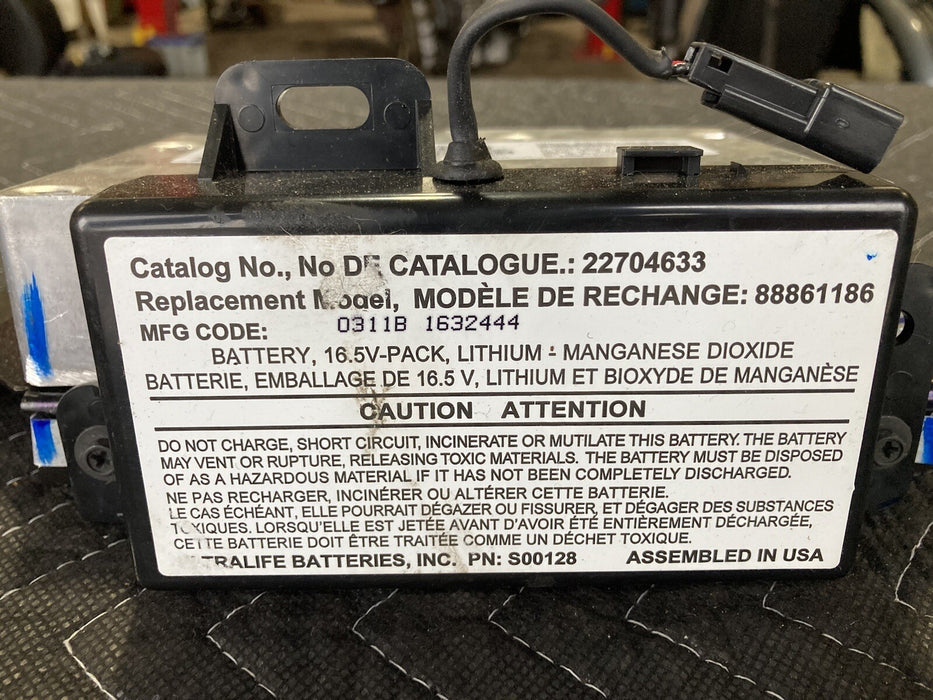 Catalog No., No DE CATALOGUE.: 22704633
Replacement Model, MODÈLE DE RECHANGE: 88861186
MFG CODE: 0311B 1632444
BATTERY, 16.5V-PACK, LITHIUM - MANGANESE DIOXIDE
BATTERIE, EMBALLAGE DE 16.5 V, LITHIUM ET BIOXYDE DE MANGANÈSE
CAUTION ATTENTION
DO NOT CHARGE, SHORT CIRCUIT, INCINERATE OR MUTILATE THIS BATTERY. THE BATTERY
MAY VENT OR RUPTURE, RELEASING TOXIC MATERIALS. THE BATTERY MUST BE DISPOSED
OF AS A HAZARDOUS MATERIAL IF IT HAS NOT BEEN COMPLETELY DISCHARGED.
NE PAS RECHARGER, INCINÉRER OU ALTÉRER CETTE BATTERIE.
LE CAS ÉCHÉANT, ELLE POURRAIT DÉGAZER OU FISSURER, ET DÉGAGER DES SUBSTANCES
TOXIQUES. LORSQU'ELLE EST JETÉE AVANT D'AVOIR ÉTÉ ENTIÈREMENT DÉCHARGÉE,
CETTE BATTERIE DOIT ÊTRE TRAITÉE COMME UN DÉCHET TOXIQUE.
ULTRALIFE BATTERIES, INC. PN: S00128 ASSEMBLED IN USA